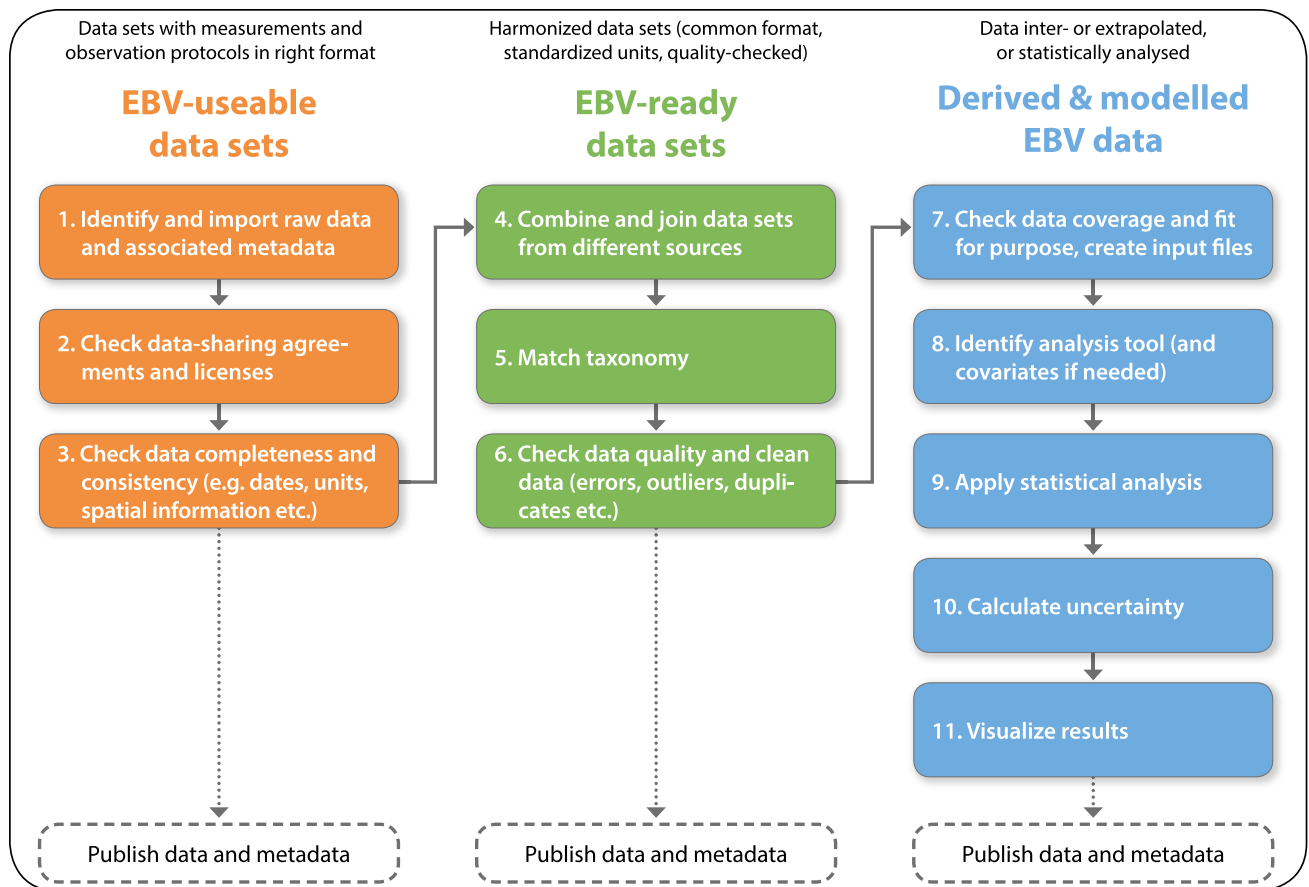 Data sets with measurements and
observation protocols in right format
EBV-useable
data sets
1. Identify and import raw data
and associated metadata
2. Check data-sharing agree-
ments and licenses
3. Check data completeness and
consistency (e.g. dates, units,
spatial information etc.)
Publish data and metadata
Harmonized data sets (common format,
standardized units, quality-checked)
EBV-ready
data sets
4. Combine and join data sets
from different sources
5. Match taxonomy
6. Check data quality and clean
data (errors, outliers, dupli-
cates etc.)
Publish data and metadata
Data inter- or extrapolated,
or statistically analysed
Derived & modelled
EBV data
7. Check data coverage and fit
for purpose, create input files
8. Identify analysis tool (and
covariates if needed)
9. Apply statistical analysis
10. Calculate uncertainty
11. Visualize results
Publish data and metadata